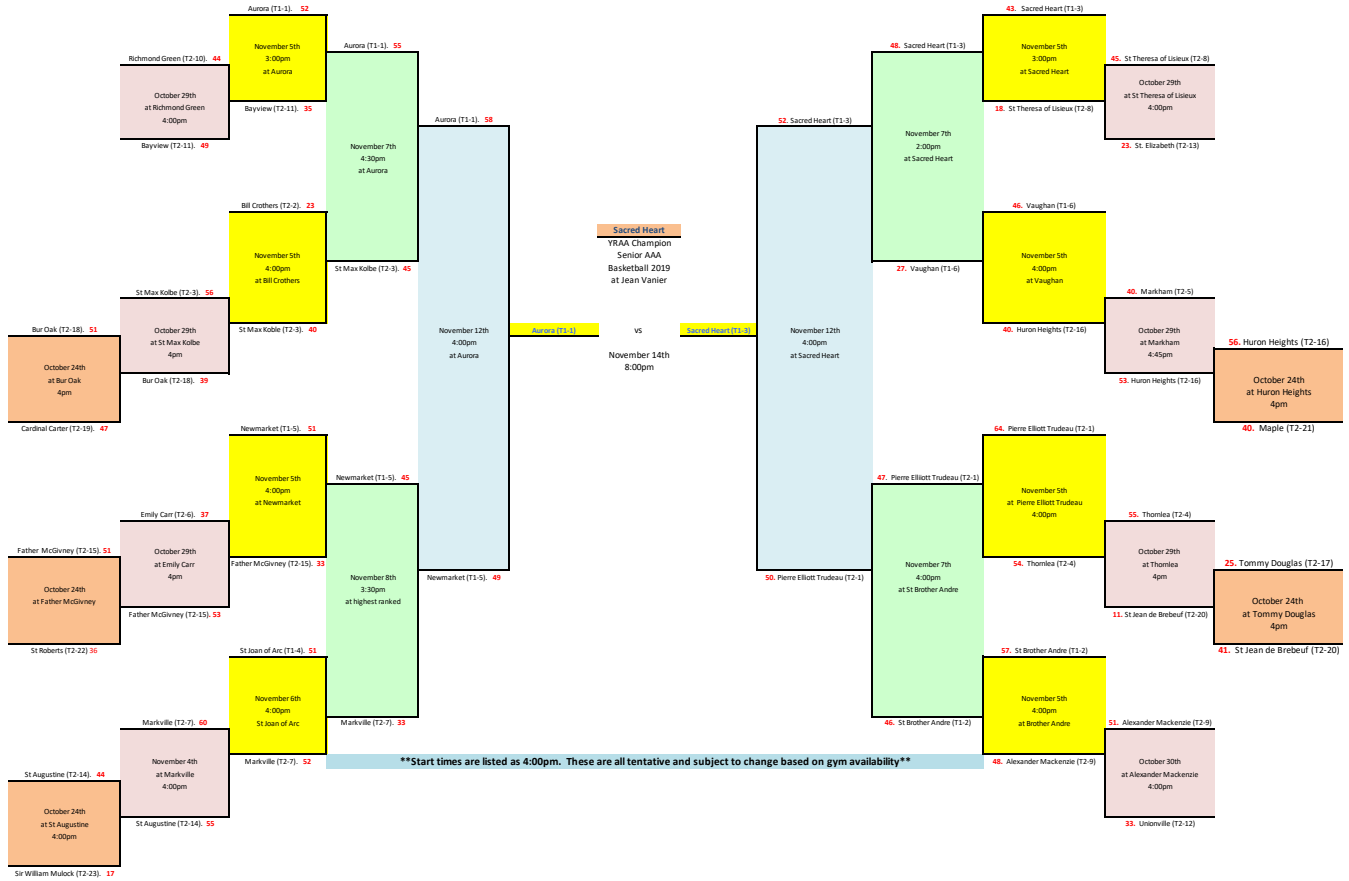 Aurora (T1-1). 52
43. Sacred Heart (T1-3)
November 5th
3:00pm
at Aurora
November 5th
3:00pm
at Sacred Heart
Aurora (T1-1). 55
48. Sacred Heart (T1-3)
Richmond Green (T2-10). 44
45. St Theresa of Lisieux (T2-8)
October 29th
at Richmond Green
4:00pm
October 29th
at St Theresa of Lisieux
4:00pm
Bayview (T2-11). 35
18. St Theresa of Lisieux (T2-8)
Aurora (T1-1). 58
52. Sacred Heart (T1-3)
Bayview (T2-11). 49
23. St. Elizabeth (T2-13)
November 7th
4:30pm
at Aurora
November 7th
2:00pm
at Sacred Heart
Bill Crothers (T2-2). 23
46. Vaughan (T1-6)
Sacred Heart
YRAA Champion
Senior AAA
Basketball 2019
at Jean Vanier
November 5th
4:00pm
at Bill Crothers
November 5th
4:00pm
at Vaughan
St Max Kolbe (T2-3). 45
27. Vaughan (T1-6)
St Max Kolbe (T2-3). 56
40. Markham (T2-5)
Bur Oak (T2-18). 51
St Max Koble (T2-3). 40
40. Huron Heights (T2-16)
October 29th
at St Max Kolbe
4pm
October 29th
at Markham
4:45pm
November 12th
4:00pm
at Aurora
Aurora (T1-1)
vs
Sacred Heart (T1-3)
November 12th
4:00pm
at Sacred Heart
November 14th
8:00pm
56. Huron Heights (T2-16)
October 24th
at Bur Oak
4pm
October 24th
at Huron Heights
4pm
Bur Oak (T2-18). 39
53. Huron Heights (T2-16)
Cardinal Carter (T2-19). 47
40. Maple (T2-21)
Newmarket (T1-5). 51
64. Pierre Elliott Trudeau (T2-1)
November 5th
4:00pm
at Newmarket
November 5th
at Pierre Elliott Trudeau
4:00pm
Newmarket (T1-5). 45
47. Pierre Elliiott Trudeau (T2-1)
Emily Carr (T2-6). 37
55. Thornlea (T2-4)
October 29th
at Emily Carr
4pm
October 29th
at Thornlea
4pm
Father McGivney (T2-15). 51
Father McGivney (T2-15). 33
54. Thornlea (T2-4)
25. Tommy Douglas (T2-17)
Newmarket (T1-5). 49
50. Pierre Elliott Trudeau (T2-1)
October 24th
at Father McGivney
October 24th
at Tommy Douglas
4pm
November 8th
3:30pm
at highest ranked
November 7th
4:00pm
at St Brother Andre
Father McGivney (T2-15). 53
11. St Jean de Brebeuf (T2-20)
St Roberts (T2-22) 36
41. St Jean de Brebeuf (T2-20)
St Joan of Arc (T1-4). 51
57. St Brother Andre (T1-2)
November 6th
4:00pm
St Joan of Arc
November 5th
4:00pm
at Brother Andre
Markville (T2-7). 60
Markville (T2-7). 33
46. St Brother Andre (T1-2)
51. Alexander Mackenzie (T2-9)
November 4th
at Markville
4:00pm
October 30th
at Alexander Mackenzie
4:00pm
Markville (T2-7). 52
**Start times are listed as 4:00pm. These are all tentative and subject to change based on gym availability**
48. Alexander Mackenzie (T2-9)
St Augustine (T2-14). 44
October 24th
at St Augustine
4:00pm
St Augustine (T2-14). 55
33. Unionville (T2-12)
Sir William Mulock (T2-23). 17